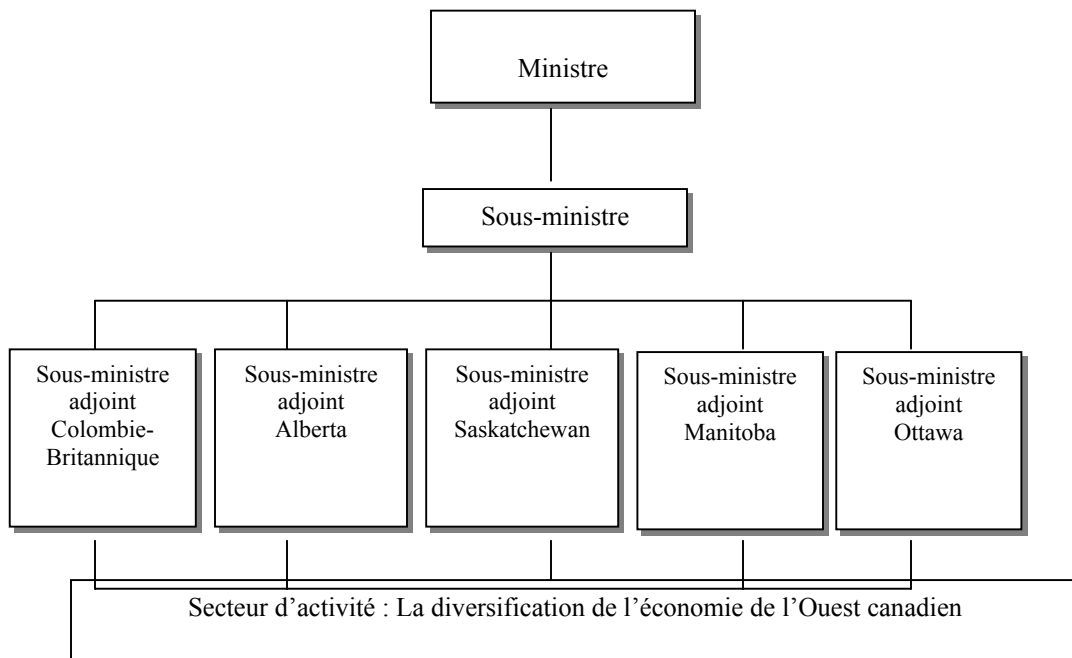 Ministre
Sous-ministre
Sous-ministre
adjoint
Colombie-
Britannique
Sous-ministre
adjoint
Alberta
Sous-ministre
adjoint
Saskatchewan
Sous-ministre
adjoint
Manitoba
Sous-ministre
adjoint
Ottawa
Secteur d’activité : La diversification de l’économie de l’Ouest canadien